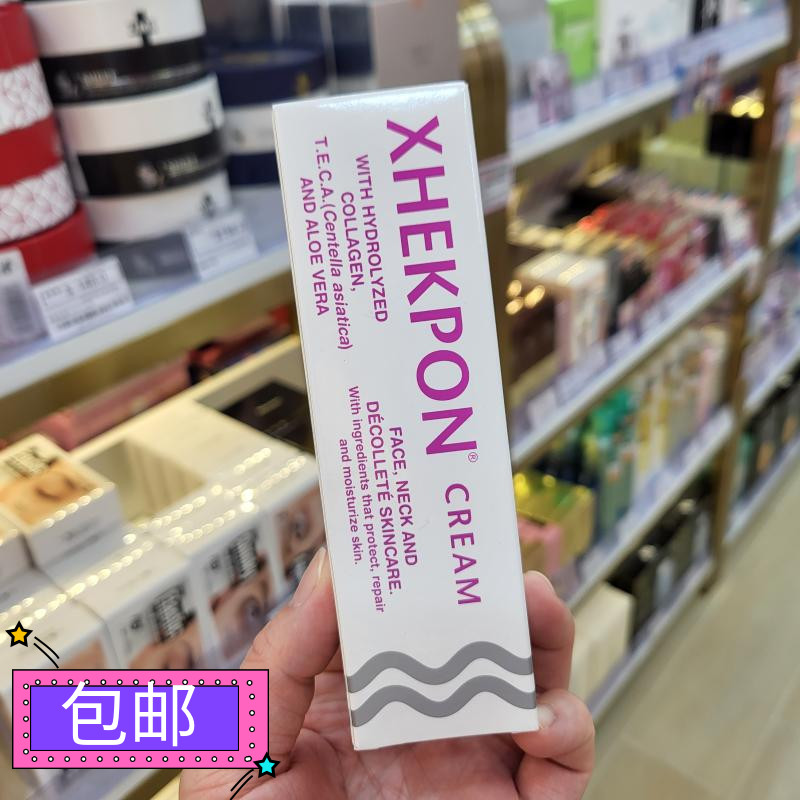 XHEKPON® CREAM
WITH HYDROLYZED
COLLAGEN,
T.E.C.A.(Centella asiatica)
AND ALOE VERA
FACE, NECK AND
DÉCOLLETÉ SKINCARE.
With ingredients that protect, repair
and moisturize skin.
包邮